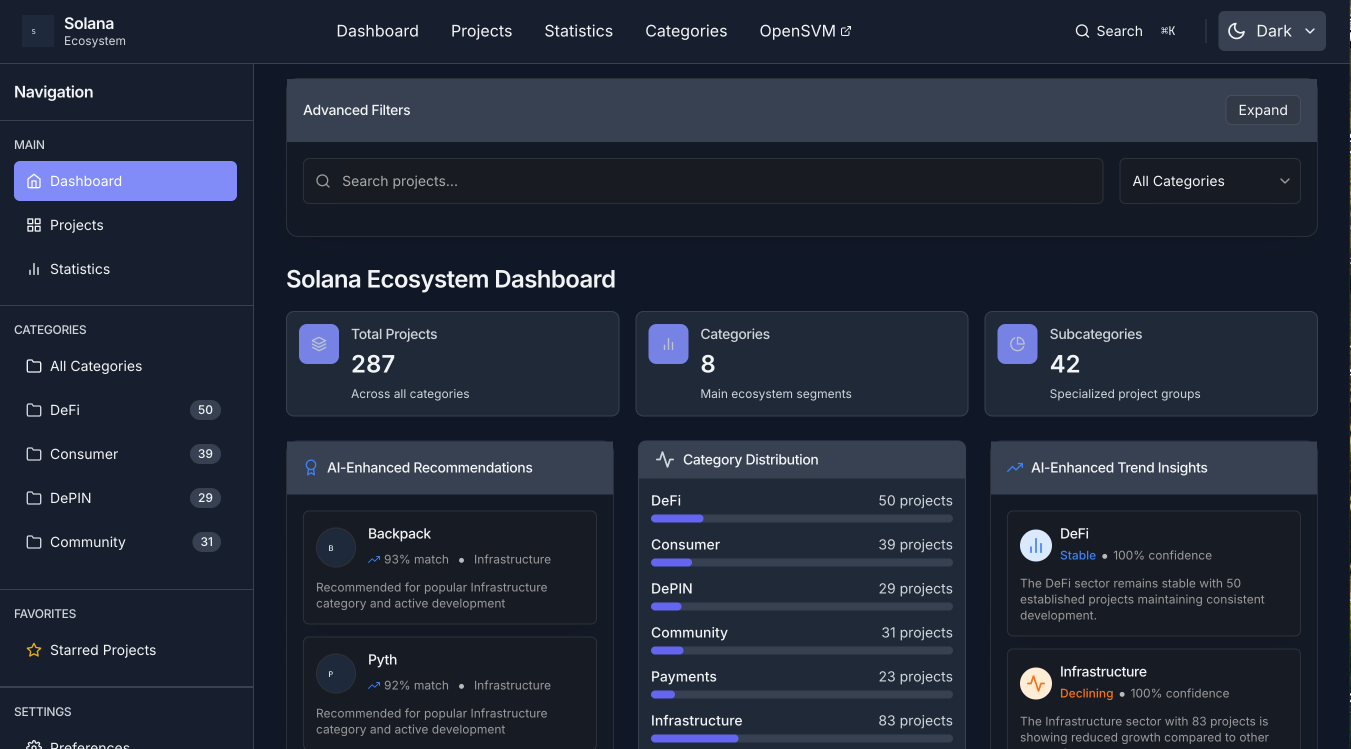 S
Solana
Ecosystem
Dashboard
Projects
Statistics
Categories
OpenSVM
Search
⌘K
Dark
Navigation
MAIN
Dashboard
Projects
Statistics
CATEGORIES
All Categories
DeFi 50
Consumer 39
DePIN 29
Community 31
FAVORITES
Starred Projects
SETTINGS
Preferences
Advanced Filters
Expand
Search projects...
All Categories
Solana Ecosystem Dashboard
Total Projects
287
Across all categories
Categories
8
Main ecosystem segments
Subcategories
42
Specialized project groups
AI-Enhanced Recommendations
B
Backpack
93% match • Infrastructure
Recommended for popular Infrastructure
category and active development
P
Pyth
92% match • Infrastructure
Recommended for popular Infrastructure
category and active development
Category Distribution
DeFi 50 projects
Consumer 39 projects
DePIN 29 projects
Community 31 projects
Payments 23 projects
Infrastructure 83 projects
AI-Enhanced Trend Insights
DeFi
Stable • 100% confidence
The DeFi sector remains stable with 50
established projects maintaining consistent
development.
Infrastructure
Declining • 100% confidence
The Infrastructure sector with 83 projects is
showing reduced growth compared to other